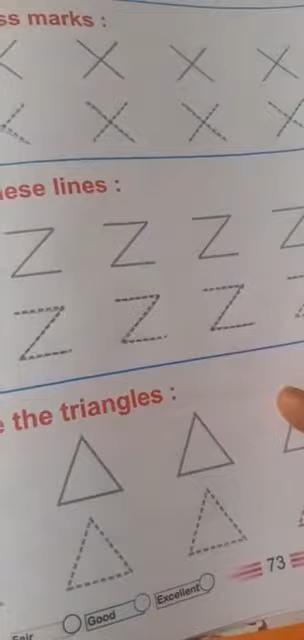 ss marks :
ese lines :
the triangles :
Fair Good Excellent
73